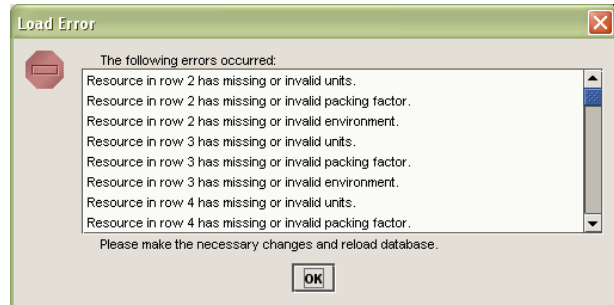 Load Error
The following errors occurred:
Resource in row 2 has missing or invalid units.
Resource in row 2 has missing or invalid packing factor.
Resource in row 2 has missing or invalid environment.
Resource in row 3 has missing or invalid units.
Resource in row 3 has missing or invalid packing factor.
Resource in row 3 has missing or invalid environment.
Resource in row 4 has missing or invalid units.
Resource in row 4 has missing or invalid packing factor.
Please make the necessary changes and reload database.
OK